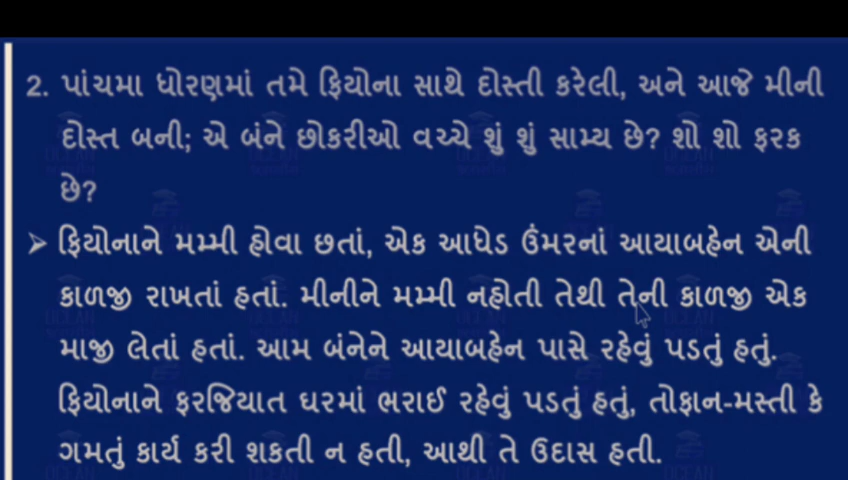 2. પાંચમા ધોરણમાં તમે ફિયોના સાથે દોસ્તી કરેલી, અને આજે મીની
દોસ્ત બની; એ બંને છોકરીઓ વચ્ચે શું શું સામ્ય છે? શો શો ફરક
છે?
➢ ફિયોનાને મમ્મી હોવા છતાં, એક આધેડ ઉંમરનાં આયાબહેન એની
કાળજી રાખતાં હતાં. મીનીને મમ્મી નહોતી તેથી તેની કાળજી એક
માજી લેતાં હતાં. આમ બંનેને આયાબહેન પાસે રહેવું પડતું હતું.
ફિયોનાને ફરજિયાત ઘરમાં ભરાઈ રહેવું પડતું હતું, તોફાન-મસ્તી કે
ગમતું કાર્ય કરી શકતી ન હતી, આથી તે ઉદાસ હતી.